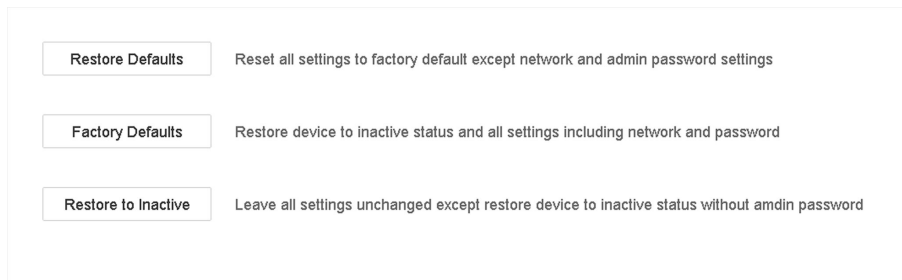 Restore Defaults Reset all settings to factory default except network and admin password settings
Factory Defaults Restore device to inactive status and all settings including network and password
Restore to Inactive Leave all settings unchanged except restore device to inactive status without amdin password